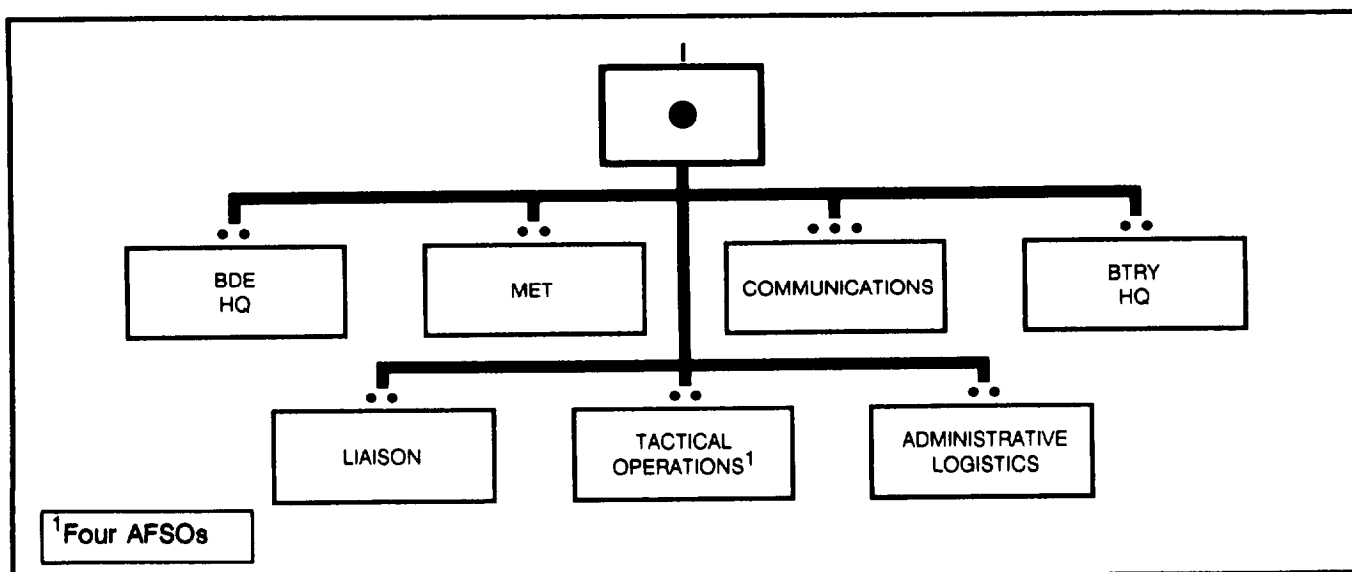 BDE
HQ
MET
COMMUNICATIONS
BTRY
HQ
LIAISON
TACTICAL
OPERATIONS¹
ADMINISTRATIVE
LOGISTICS
¹Four AFSOs